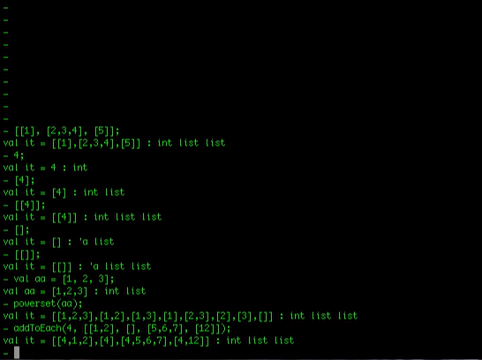 -
-
-
-
-
-
-
-
-
-
- [[1], [2,3,4], [5]];
val it = [[1],[2,3,4],[5]] : int list list
- 4;
val it = 4 : int
- [4];
val it = [4] : int list
- [[4]];
val it = [[4]] : int list list
- [];
val it = [] : 'a list
- [[]];
val it = [[]] : 'a list list
- val aa = [1, 2, 3];
val aa = [1,2,3] : int list
- powerset(aa);
val it = [[1,2,3],[1,2],[1,3],[1],[2,3],[2],[3],[]] : int list list
- addToEach(4, [[1,2], [], [5,6,7], [12]]);
val it = [[4,1,2],[4],[4,5,6,7],[4,12]] : int list list
-